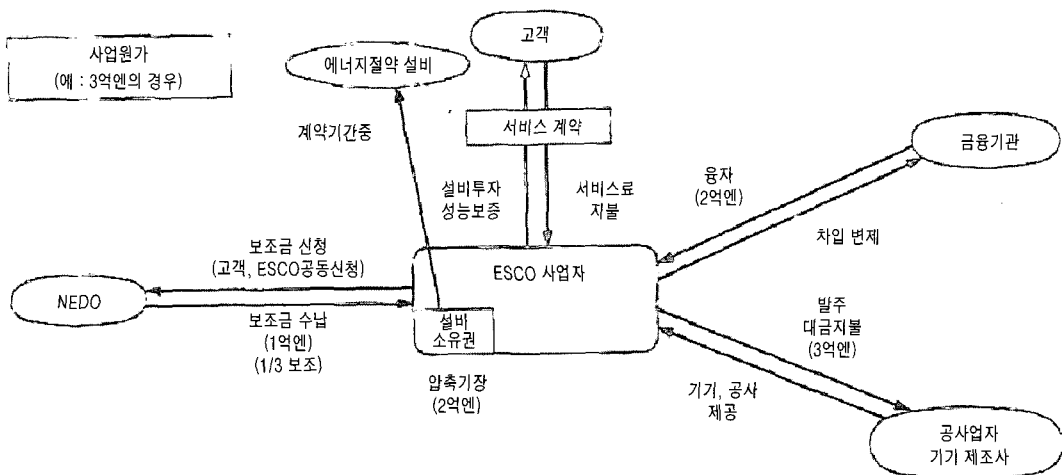 사업원가
(애 : 3억엔의 경우)
고객
에너지절약 설비
계약기간중
서비스 계약
금융기관
설비투자
성능보증
서비스료
지불
융자
(2억엔)
차입 변제
보조금 신청
(고객, ESCO공동신청)
NEDO
보조금 수납
(1억엔)
(1/3 보조)
ESCO 사업자
설비
소유권
압축기장
(2억엔)
발주
대금지불
(3억엔)
기기, 공사
제공
공사업자
기기 제조사